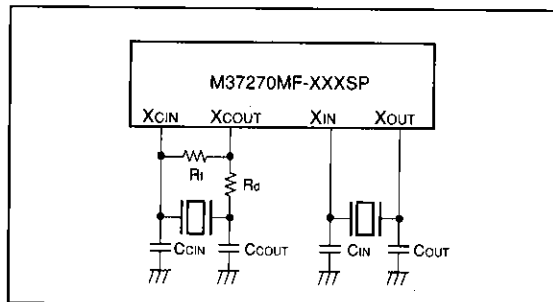 M37270MF-XXXSP
XCIN XCOUT XIN XOUT
Rf
Rd
CCIN CCOUT CIN COUT